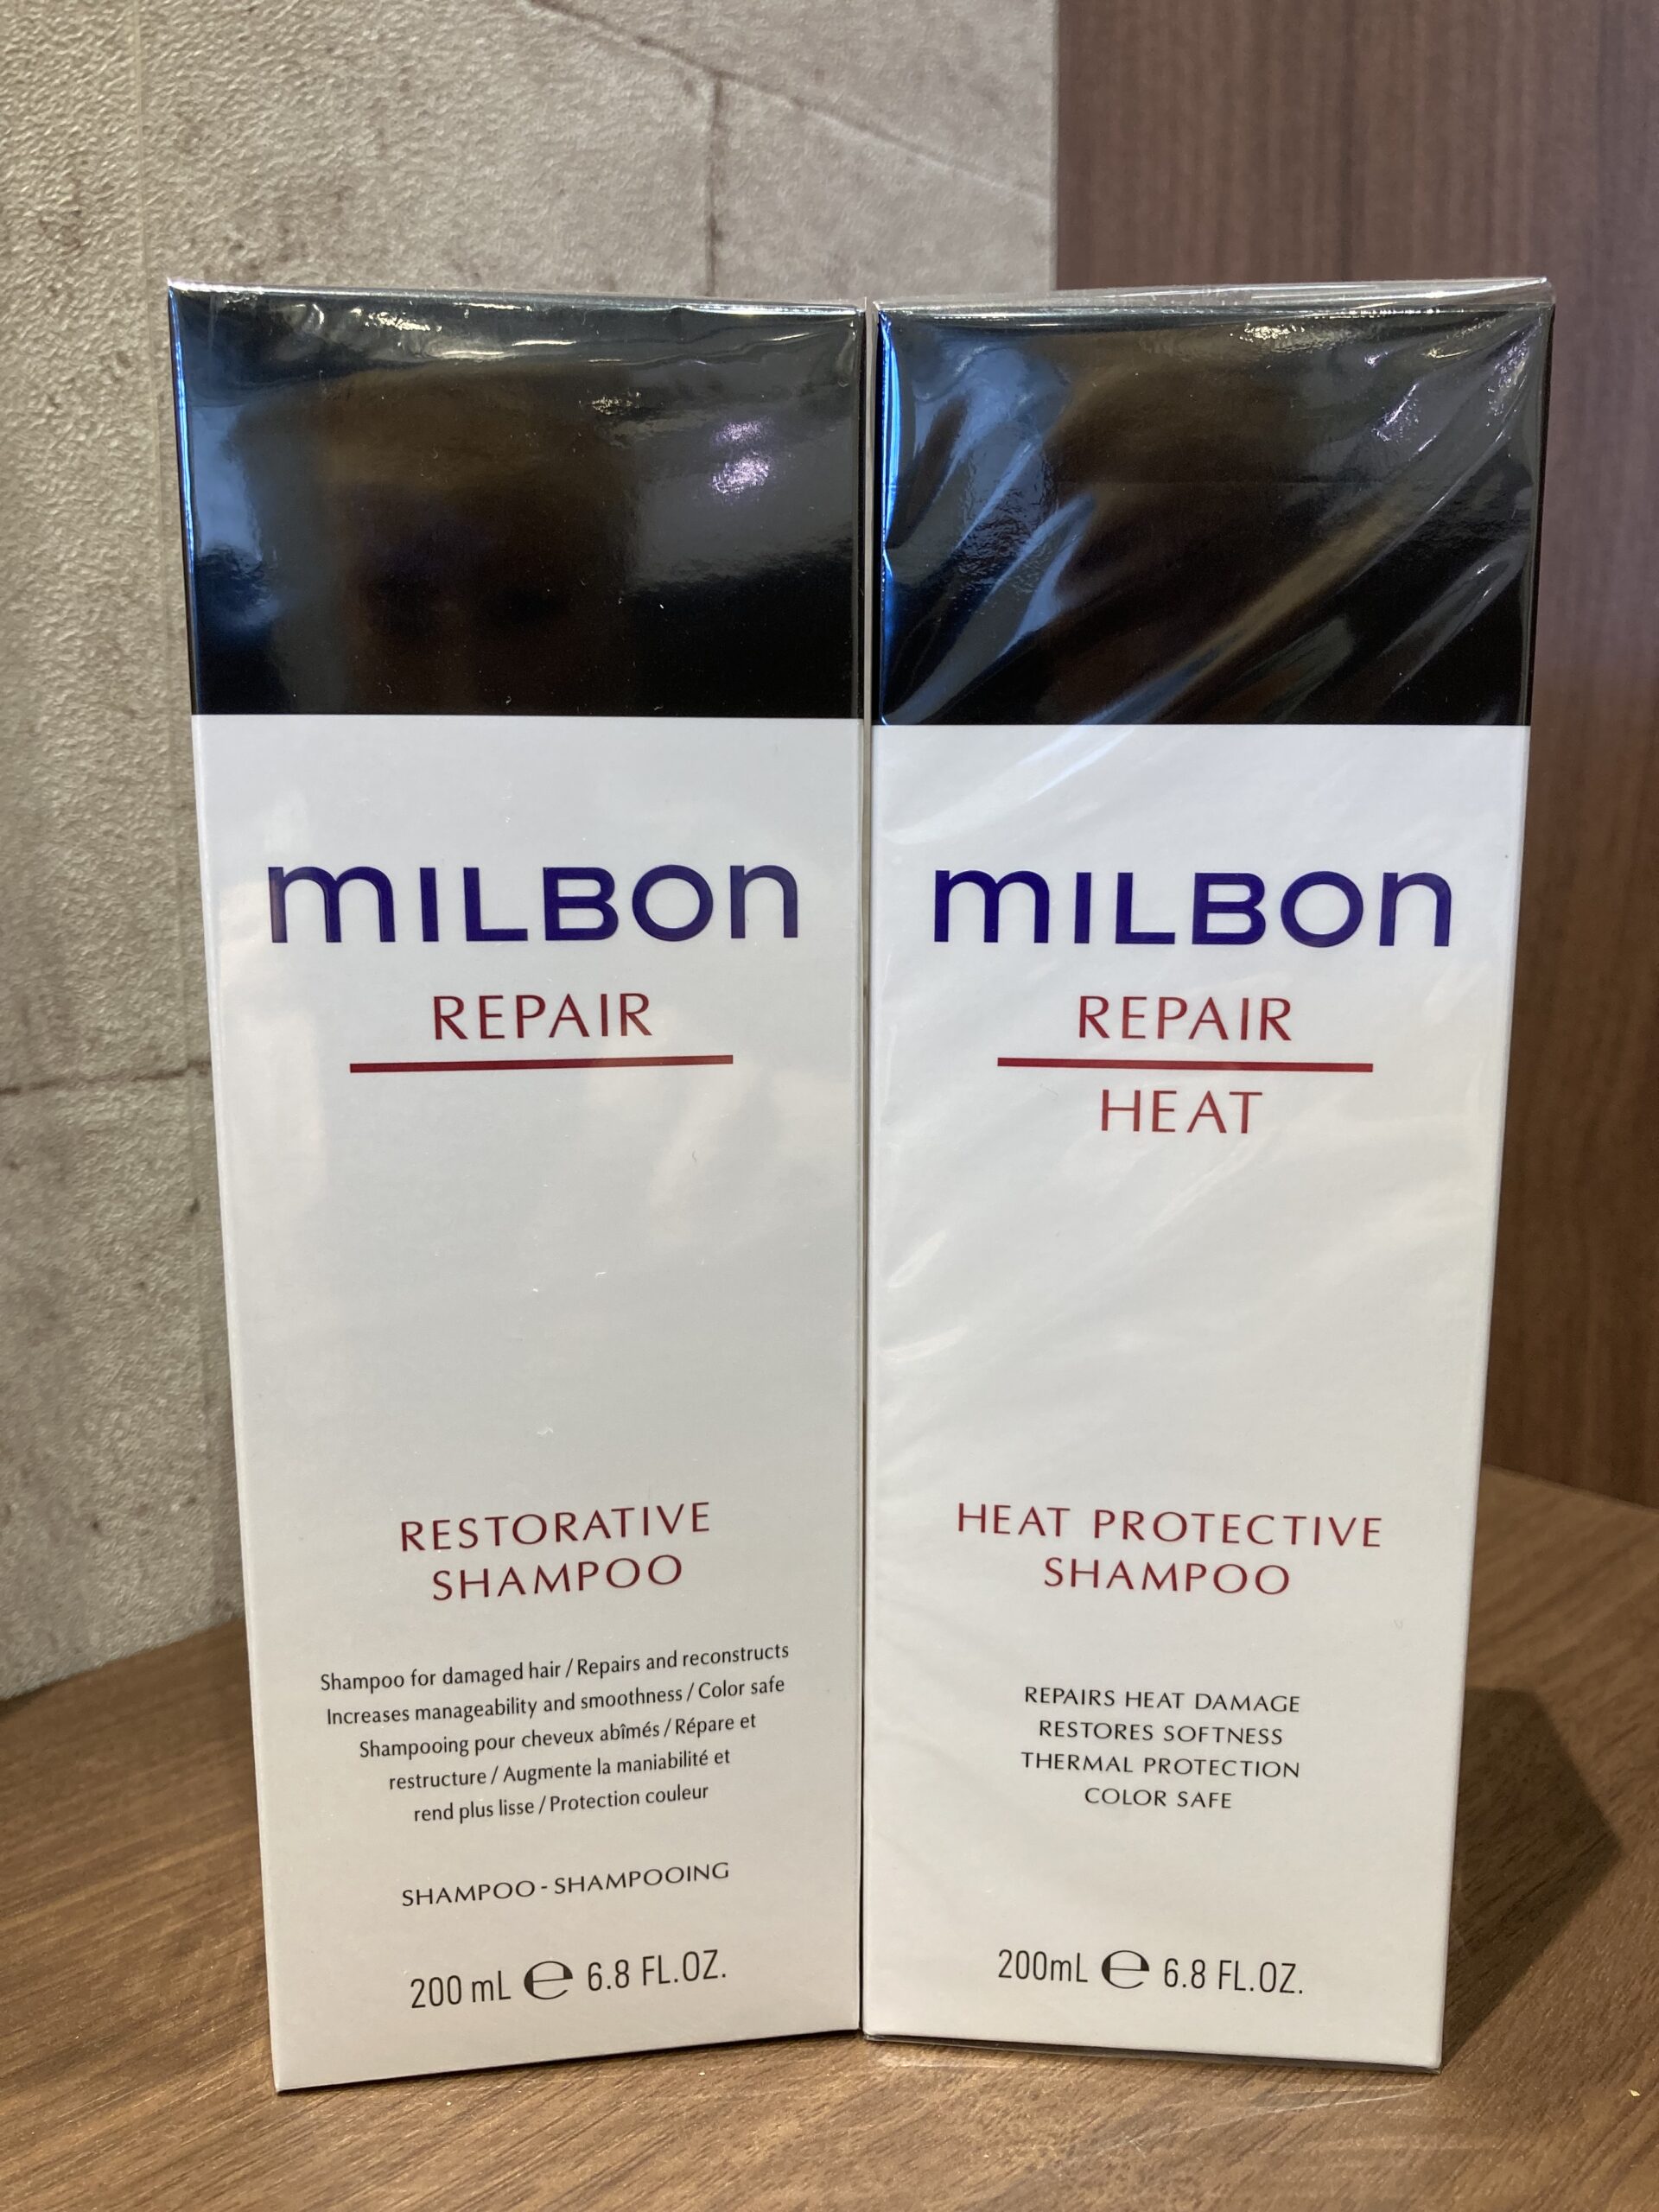 mILBON
REPAIR
RESTORATIVE
SHAMPOO
Shampoo for damaged hair / Repairs and reconstructs
Increases manageability and smoothness / Color safe
Shampooing pour cheveux abîmés / Répare et
restructure / Augmente la maniabilité et
rend plus lisse / Protection couleur
SHAMPOO - SHAMPOOING
200 mL ℮ 6.8 FL.OZ.
mILBON
REPAIR
HEAT
HEAT PROTECTIVE
SHAMPOO
REPAIRS HEAT DAMAGE
RESTORES SOFTNESS
THERMAL PROTECTION
COLOR SAFE
200mL ℮ 6.8 FL.OZ.